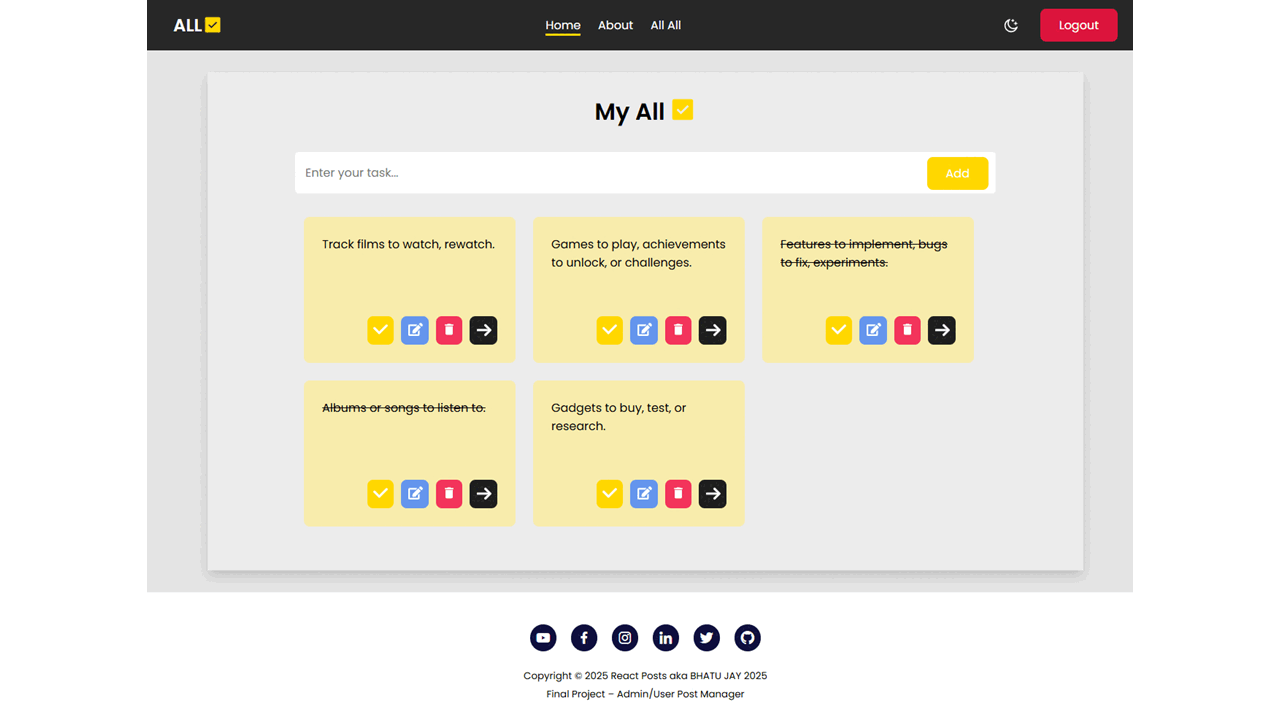 ALL
Home About All All
Logout
My All
Enter your task...
Add
Track films to watch, rewatch.
Games to play, achievements
to unlock, or challenges.
Features to implement, bugs
to fix, experiments.
Albums or songs to listen to.
Gadgets to buy, test, or
research.
Copyright © 2025 React Posts aka BHATU JAY 2025
Final Project – Admin/User Post Manager